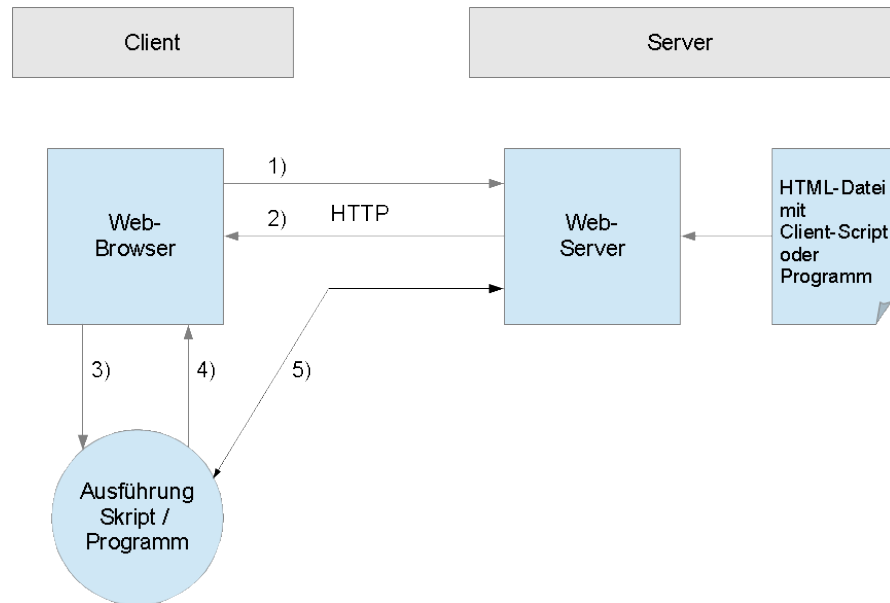 Client
Server
1)
2)
HTTP
Web-
Browser
Web-
Server
HTML-Datei
mit
Client-Script
oder
Programm
3)
4)
5)
Ausführung
Skript /
Programm